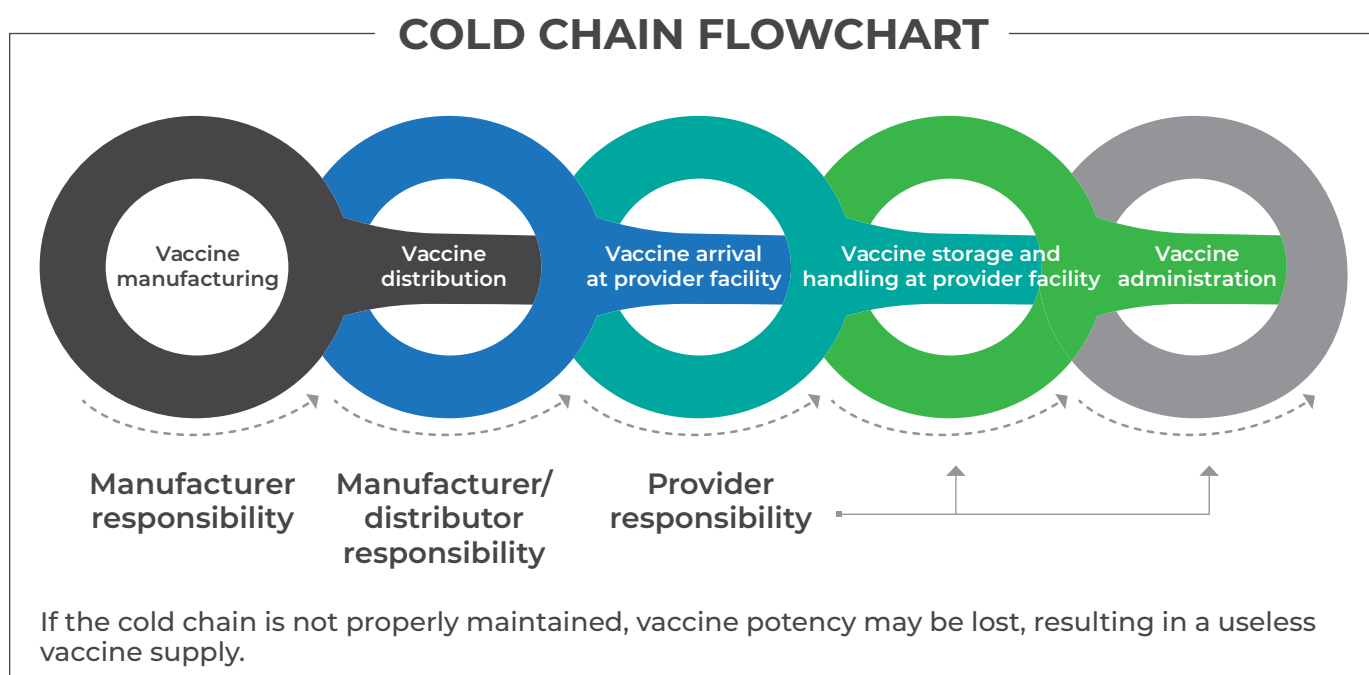 COLD CHAIN FLOWCHART
Vaccine
manufacturing
Vaccine
distribution
Vaccine arrival
at provider facility
Vaccine storage and
handling at provider facility
Vaccine
administration
Manufacturer
responsibility
Manufacturer/
distributor
responsibility
Provider
responsibility
If the cold chain is not properly maintained, vaccine potency may be lost, resulting in a useless
vaccine supply.